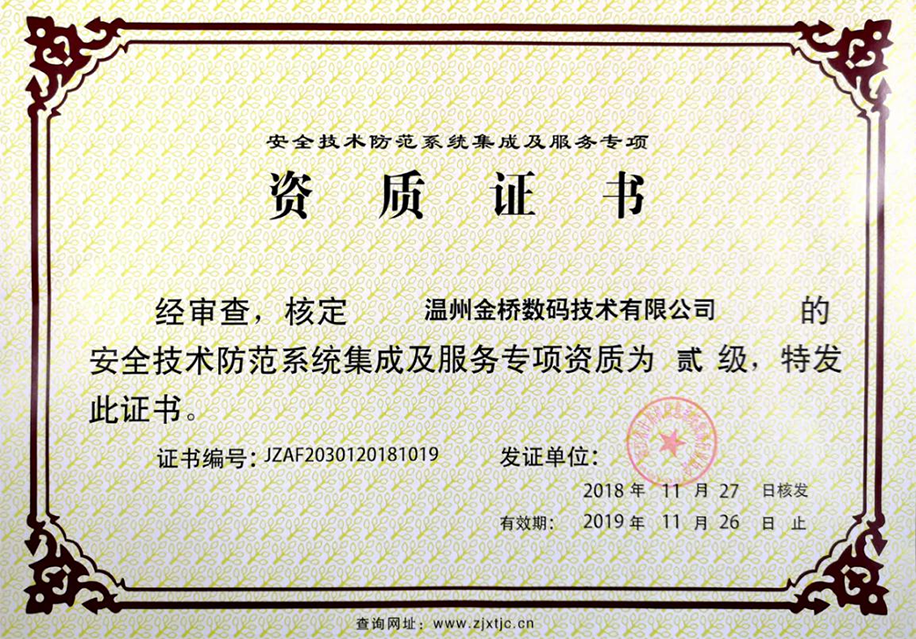 安全技术防范系统集成及服务专项
资质证书
经审查，核定 温州金桥数码技术有限公司 的
安全技术防范系统集成及服务专项资质为 贰 级，特发
此证书。
证书编号：JZAF2030120181019 发证单位：
2018 年 11 月 27 日核发
有效期： 2019 年 11 月 26 日 止
查询网址：www.zjxtjc.cn